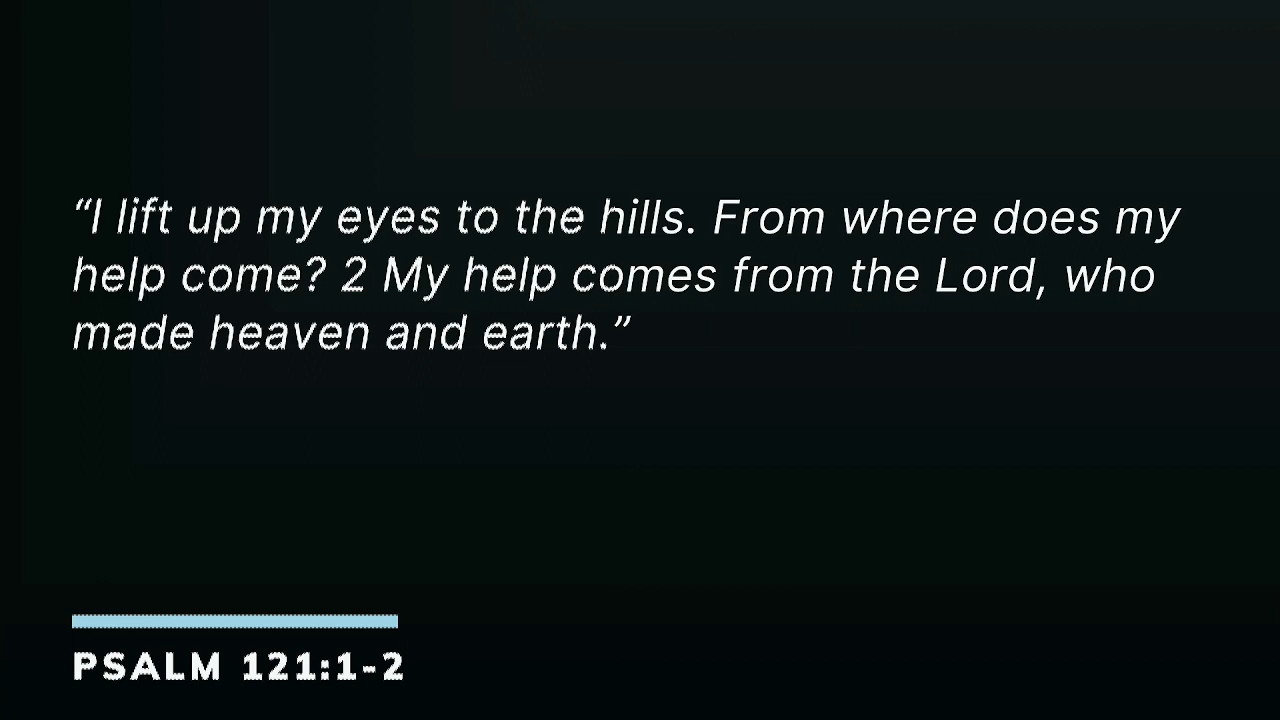 “I lift up my eyes to the hills. From where does my
help come? 2 My help comes from the Lord, who
made heaven and earth.”
PSALM 121:1-2